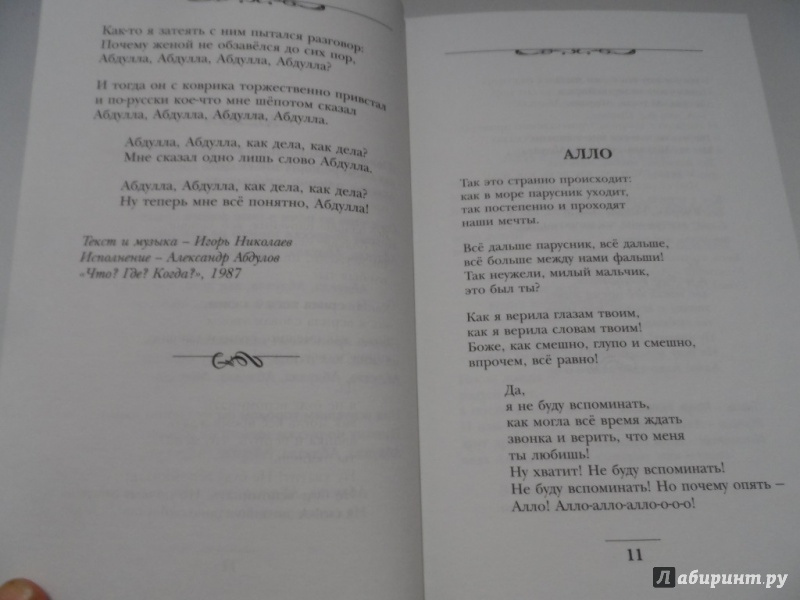 Как-то я затеять с ним пытался разговор:
Почему женой не обзавёлся до сих пор,
Абдулла, Абдулла, Абдулла, Абдулла?
И тогда он с коврика торжественно привстал
и по-русски кое-что мне шёпотом сказал
Абдулла, Абдулла, Абдулла, Абдулла.
Абдулла, Абдулла, как дела, как дела?
Мне сказал одно лишь слово Абдулла.
Абдулла, Абдулла, как дела, как дела?
Ну теперь мне всё понятно, Абдулла!
Текст и музыка – Игорь Николаев
Исполнение – Александр Абдулов
«Что? Где? Когда?», 1987
АЛЛО
Так это странно происходит:
как в море парусник уходит,
так постепенно и проходят
наши мечты.
Всё дальше парусник, всё дальше,
всё больше между нами фальши!
Так неужели, милый мальчик,
это был ты?
Как я верила глазам твоим,
как я верила словам твоим!
Боже, как смешно, глупо и смешно,
впрочем, всё равно!
Да,
я не буду вспоминать,
как могла всё время ждать
звонка и верить, что меня
ты любишь!
Ну хватит! Не буду вспоминать!
Не буду вспоминать! Но почему опять –
Алло! Алло-алло-алло-о-о-о!
11
Лабиринт.ру